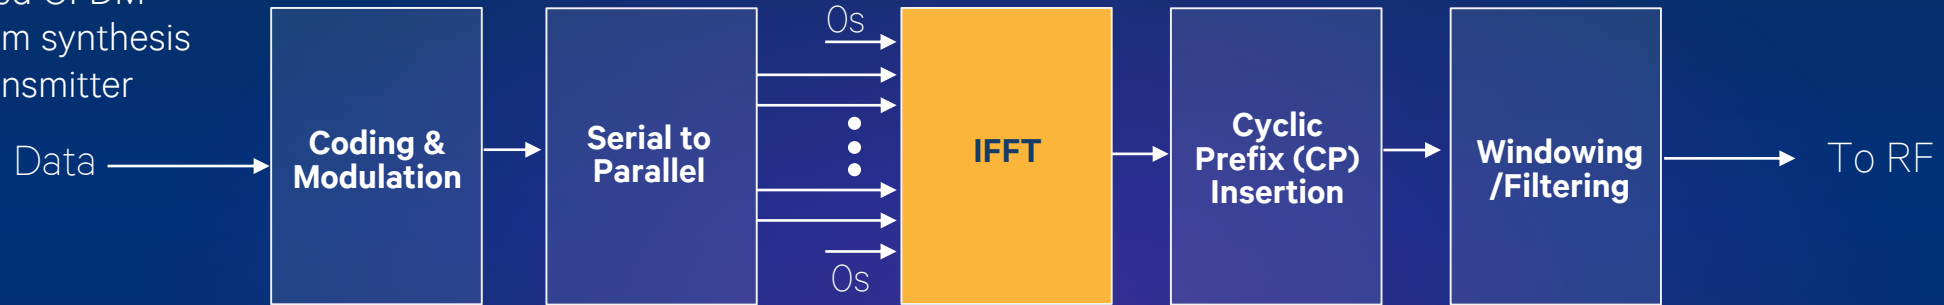 OFDM
m synthesis
nsmitter
Data
Coding &
Modulation
Serial to
Parallel
0s
0s
IFFT
Cyclic
Prefix (CP)
Insertion
Windowing
/Filtering
To RF